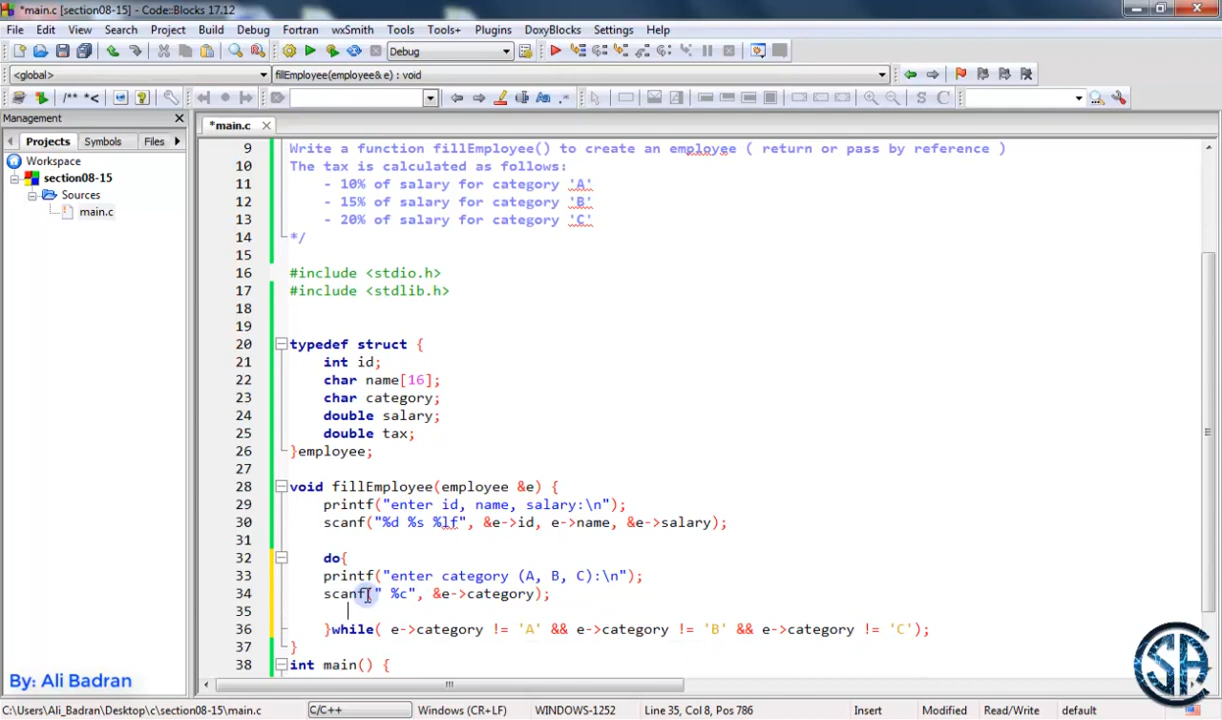 *main.c [section08-15] - Code::Blocks 17.12
File Edit View Search Project Build Debug Fortran wxSmith Tools Tools+ Plugins DoxyBlocks Settings Help
Debug
<global> fillEmployee(employee& e) : void
/** *<
S C
Management
*main.c
Projects Symbols Files
Workspace
section08-15
Sources
main.c
9 Write a function fillEmployee() to create an employee ( return or pass by reference )
10 The tax is calculated as follows:
11 - 10% of salary for category 'A'
12 - 15% of salary for category 'B'
13 - 20% of salary for category 'C'
14 */
15
16 #include <stdio.h>
17 #include <stdlib.h>
18
19
20 typedef struct {
21 int id;
22 char name[16];
23 char category;
24 double salary;
25 double tax;
26 }employee;
27
28 void fillEmployee(employee &e) {
29 printf("enter id, name, salary:\n");
30 scanf("%d %s %lf", &e->id, e->name, &e->salary);
31
32 do{
33 printf("enter category (A, B, C):\n");
34 scanf(" %c", &e->category);
35
36 }while( e->category != 'A' && e->category != 'B' && e->category != 'C');
37 }
38 int main() {
By: Ali Badran
C:\Users\Ali_Badran\Desktop\c\section08-15\main.c C/C++ Windows (CR+LF) WINDOWS-1252 Line 35, Col 8, Pos 786 Insert Modified Read/Write default